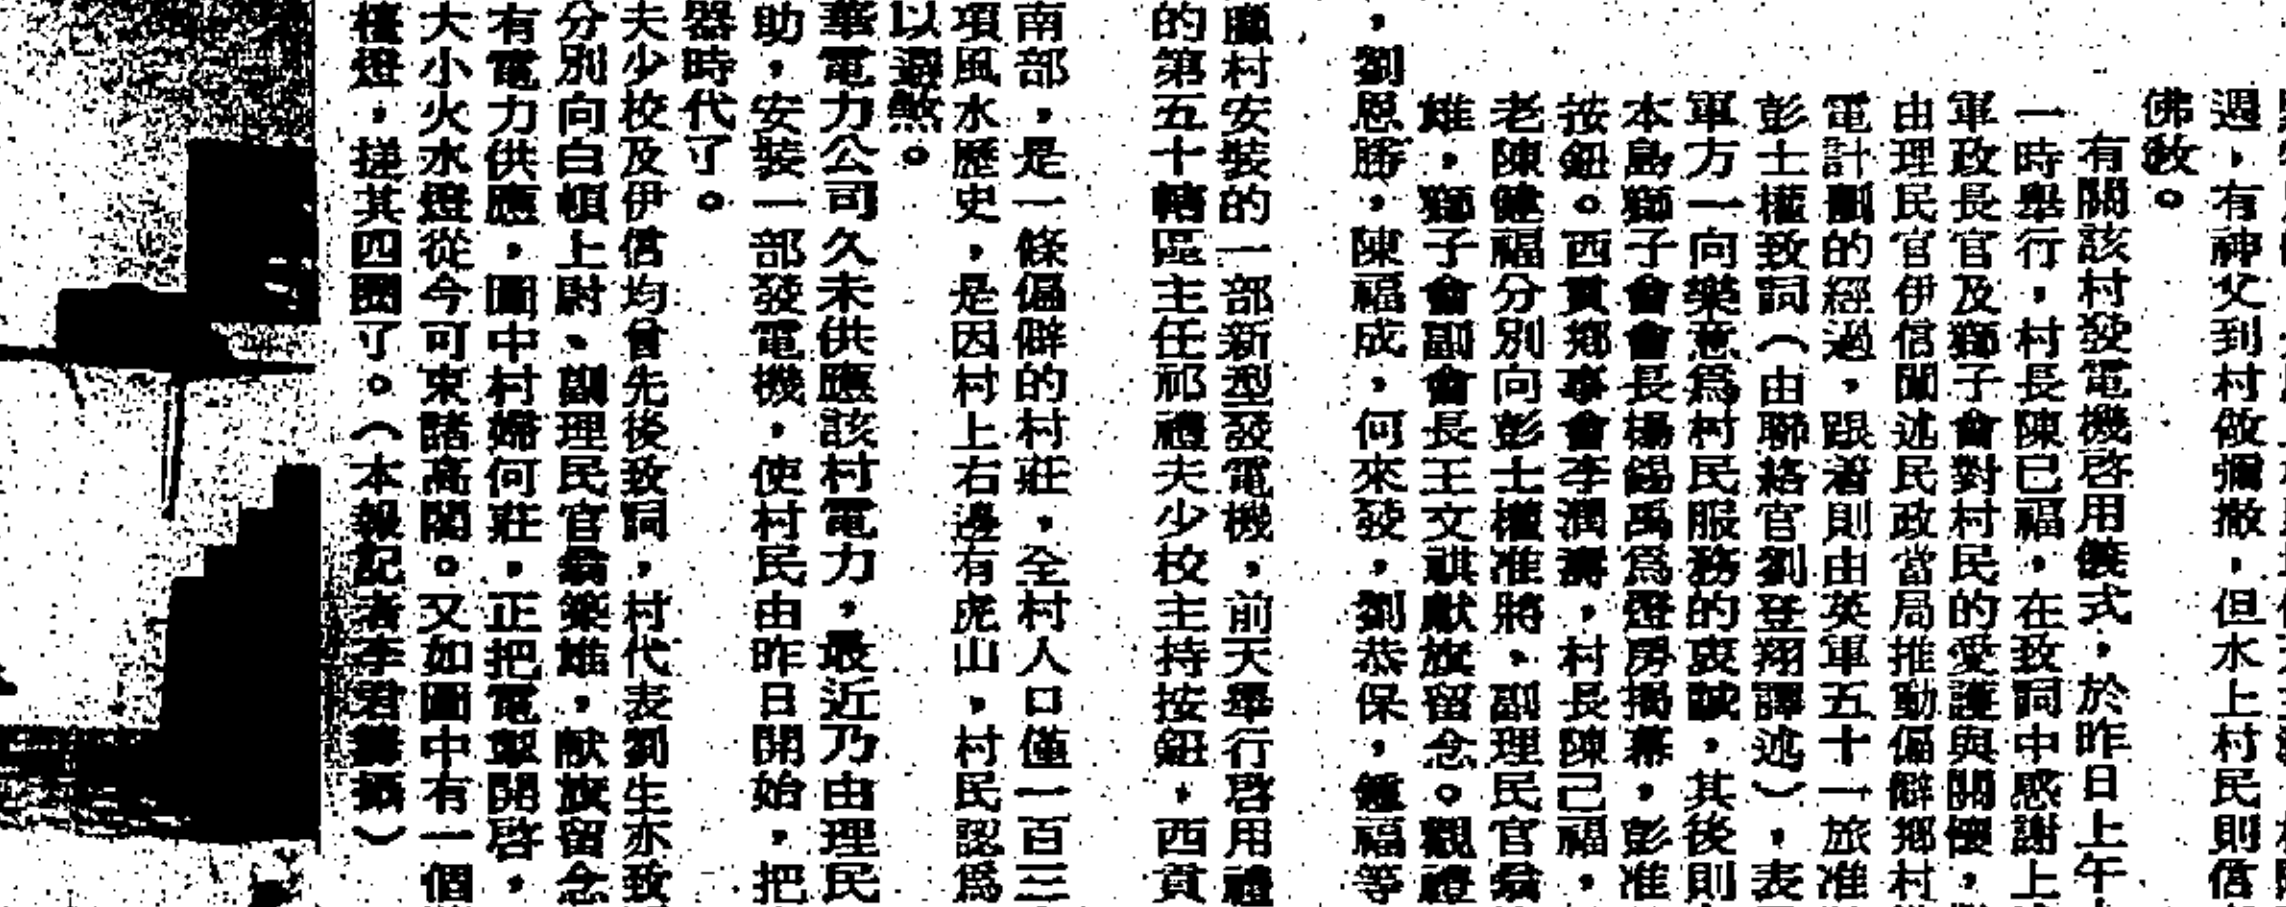 週，有神父到村做彌撒，但水上村民則信
佛敎。
有關該村發電機啓用儀式，於昨日上午
一時舉行，村長陳已福，在致詞中感謝上
軍政長官及獅子會對村民的愛護與關懷，
由理民官伊信闡述民政當局推動偏僻鄉村
電計劃的經過，跟着則由英軍五十一旅准
彭士權致詞（由聯絡官劉登翔譯述），表
軍方一向樂意爲村民服務的衷誠，其後則
本島獅子會會長楊錫禹爲燈房揭幕，彭准
按鈕。西貢鄉事會李潤壽，村長陳己福，
老陳健福分別向彭士權准將，副理民官翁
雄，獅子會副會長王文祺獻旗留念。觀禮
，劉恩勝，陳福成，何來發，劉恭保，鍾福等
臘村安裝的一部新型發電機，前天舉行啓用禮
的第五十轄區主任祁禮夫少校主持按鈕，西貢
南部，是一條偏僻的村莊，全村人口僅一百三
項風水歷史，是因村上右邊有虎山，村民認爲
以避煞。
華電力公司久未供應該村電力，最近乃由理民
助，安裝一部發電機，使村民由昨日開始，把
器時代了。
夫少校及伊信均曾先後致詞，村代表劉生亦致
分別向白頓上尉、副理民官翁樂雄，献旗留念
有電力供應，圖中村婦何莊，正把電掣開啓，
大小火水燈從今可束諸高閣。又如圖中有一個
檯燈，搓其四圈了。（本報記者李君籌攝）